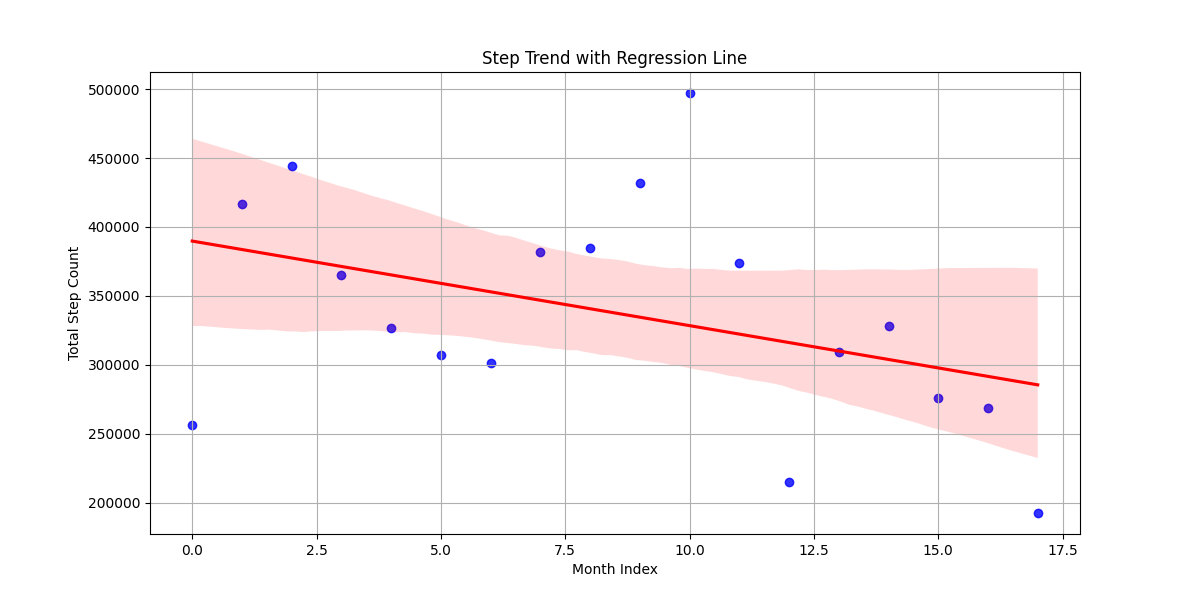 Step Trend with Regression Line
Total Step Count
500000
450000
400000
350000
300000
250000
200000
0.0 2.5 5.0 7.5 10.0 12.5 15.0 17.5
Month Index